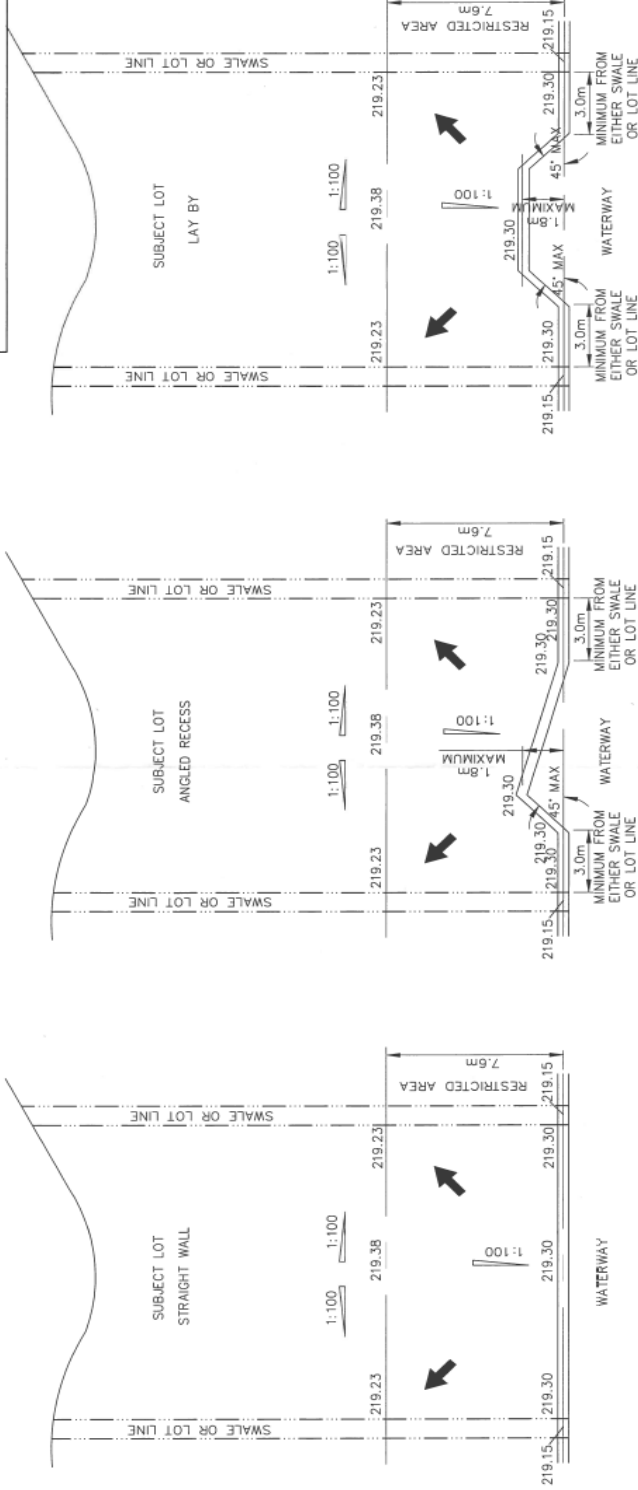 SUBJECT LOT
STRAIGHT WALL
SWALE OR LOT LINE
SWALE OR LOT LINE
1:100
1:100
219.23
219.38
219.23
RESTRICTED AREA
7.6m
1:100
219.15
219.30
219.30
219.30
219.15
WATERWAY
SUBJECT LOT
ANGLED RECESS
SWALE OR LOT LINE
SWALE OR LOT LINE
1:100
1:100
219.23
219.38
219.23
RESTRICTED AREA
7.6m
1:100
1.8m
MAXIMUM
219.30
219.30
219.30
219.30
219.30
219.15
219.15
45° MAX
3.0m
3.0m
MINIMUM FROM
EITHER SWALE
OR LOT LINE
WATERWAY
MINIMUM FROM
EITHER SWALE
OR LOT LINE
SUBJECT LOT
LAY BY
SWALE OR LOT LINE
SWALE OR LOT LINE
1:100
1:100
219.23
219.38
219.23
RESTRICTED AREA
7.6m
1:100
219.30
1.8m
MAXIMUM
219.15
219.30
219.30
219.15
45° MAX
45° MAX
3.0m
3.0m
MINIMUM FROM
EITHER SWALE
OR LOT LINE
WATERWAY
MINIMUM FROM
EITHER SWALE
OR LOT LINE